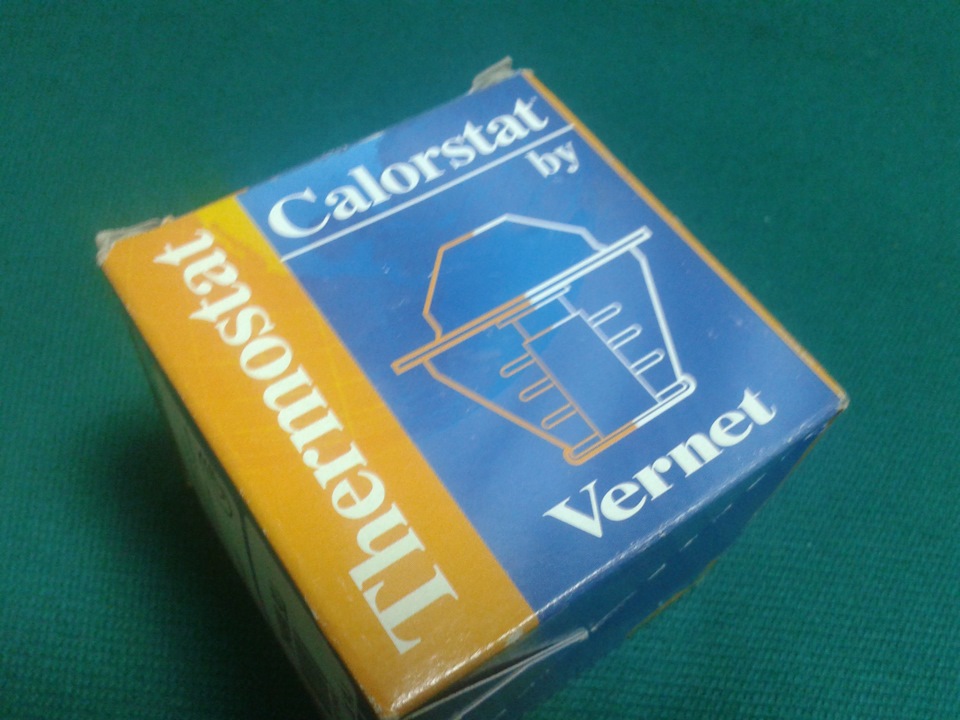 Calorstat
by
Vernet
Thermostat